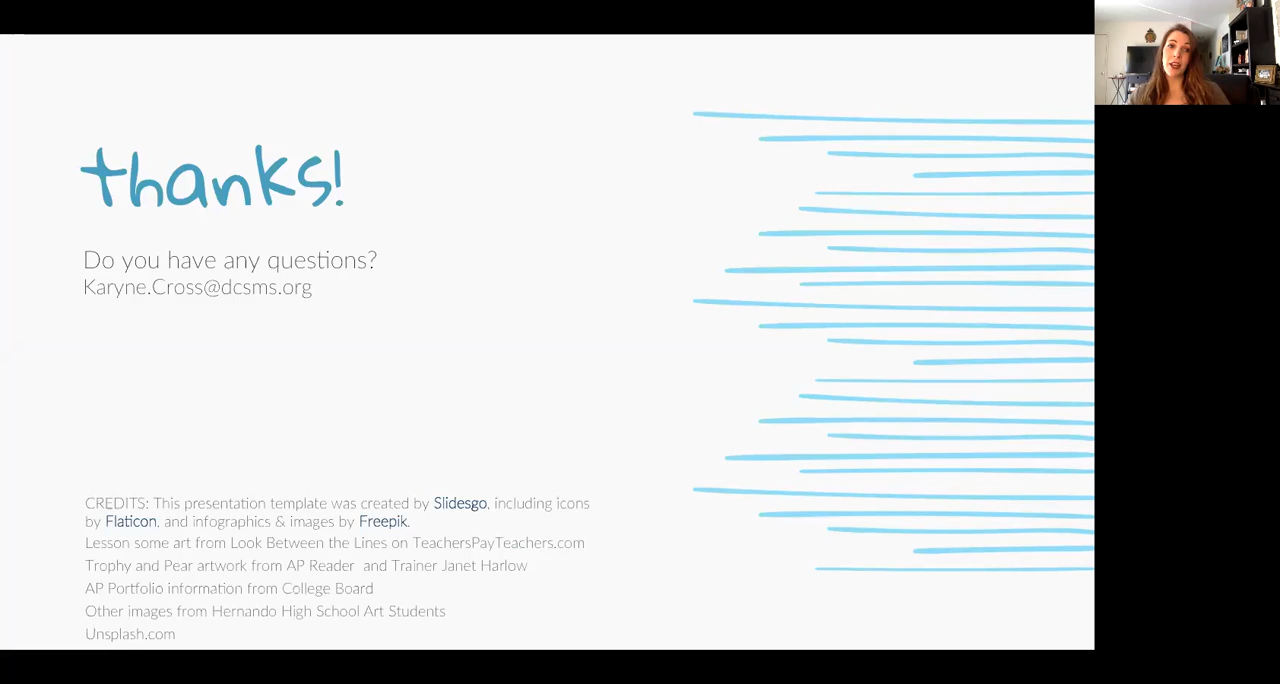 thanks!
Do you have any questions?
Karyne.Cross@dcsms.org
CREDITS: This presentation template was created by Slidesgo, including icons
by Flaticon, and infographics & images by Freepik.
Lesson some art from Look Between the Lines on TeachersPayTeachers.com
Trophy and Pear artwork from AP Reader and Trainer Janet Harlow
AP Portfolio information from College Board
Other images from Hernando High School Art Students
Unsplash.com